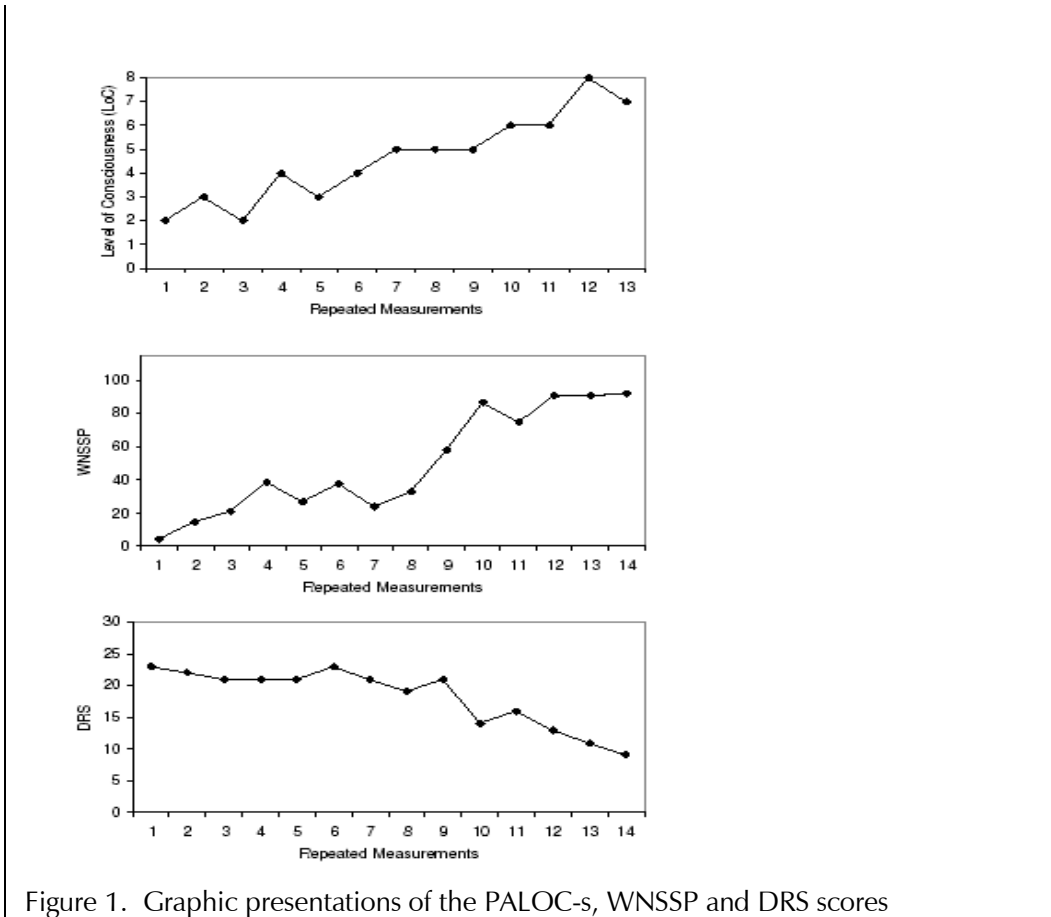 8
7
6
5
4
3
2
1
0
Level of Consciousness (LoC)
1 2 3 4 5 6 7 8 9 10 11 12 13
Repeated Measurements
100
80
60
40
20
0
WNSSP
1 2 3 4 5 6 7 8 9 10 11 12 13 14
Repeated Measurements
30
25
20
15
10
5
0
DRS
1 2 3 4 5 6 7 8 9 10 11 12 13 14
Repeated Measurements
Figure 1. Graphic presentations of the PALOC-s, WNSSP and DRS scores